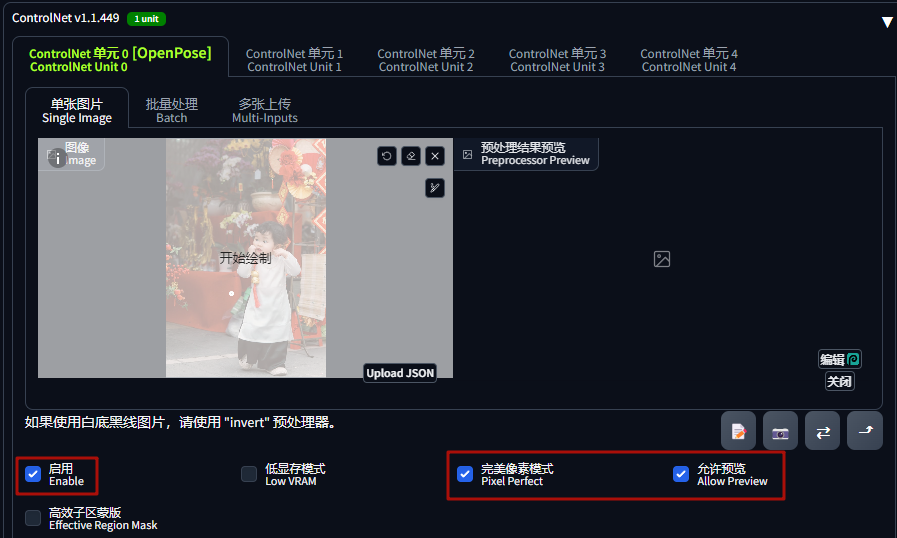 ControlNet v1.1.449 1 unit
ControlNet 单元 0 [OpenPose]
ControlNet Unit 0
ControlNet 单元 1
ControlNet Unit 1
ControlNet 单元 2
ControlNet Unit 2
ControlNet 单元 3
ControlNet Unit 3
ControlNet 单元 4
ControlNet Unit 4
单张图片
Single Image
批量处理
Batch
多张上传
Multi-Inputs
图像
Image
预处理结果预览
Preprocessor Preview
开始绘制
Upload JSON
编辑
关闭
如果使用白底黑线图片，请使用 "invert" 预处理器。
启用
Enable
低显存模式
Low VRAM
完美像素模式
Pixel Perfect
允许预览
Allow Preview
高效子区蒙版
Effective Region Mask